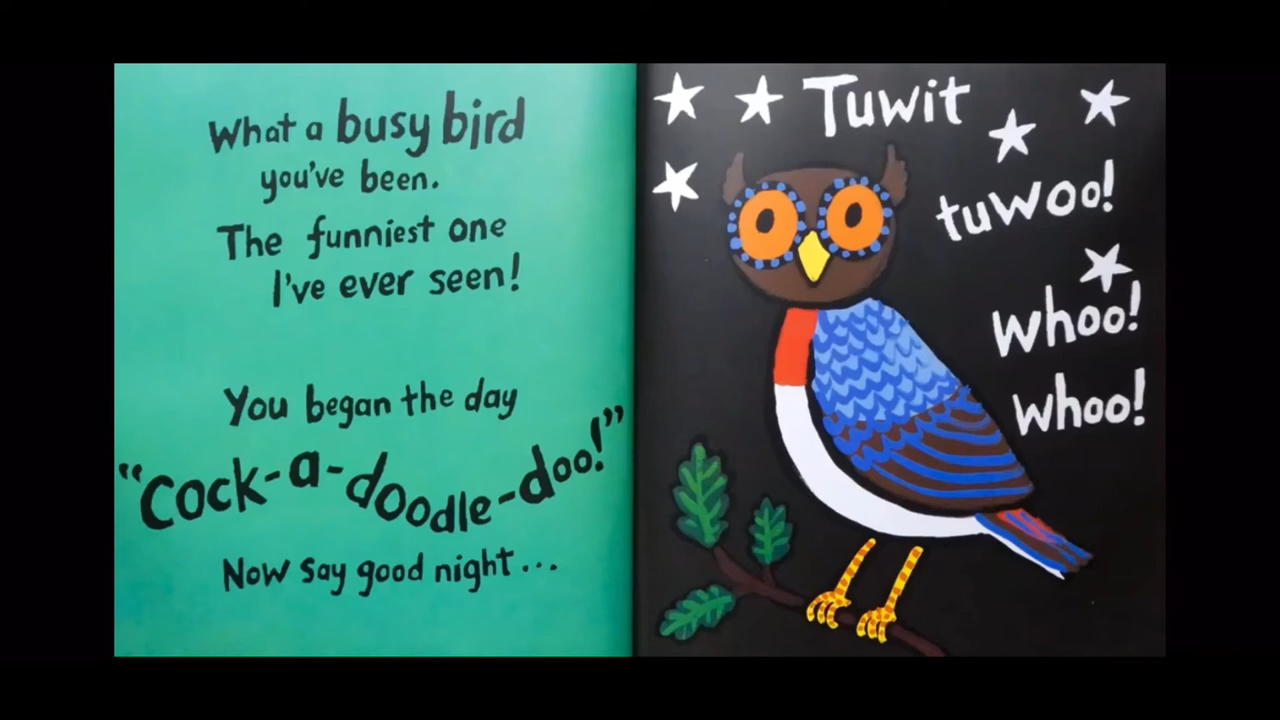 What a busy bird
you've been.
The funniest one
I've ever seen!
You began the day
"Cock-a-doodle-doo!"
Now say good night...
Tuwit
tuwoo!
whoo!
whoo!